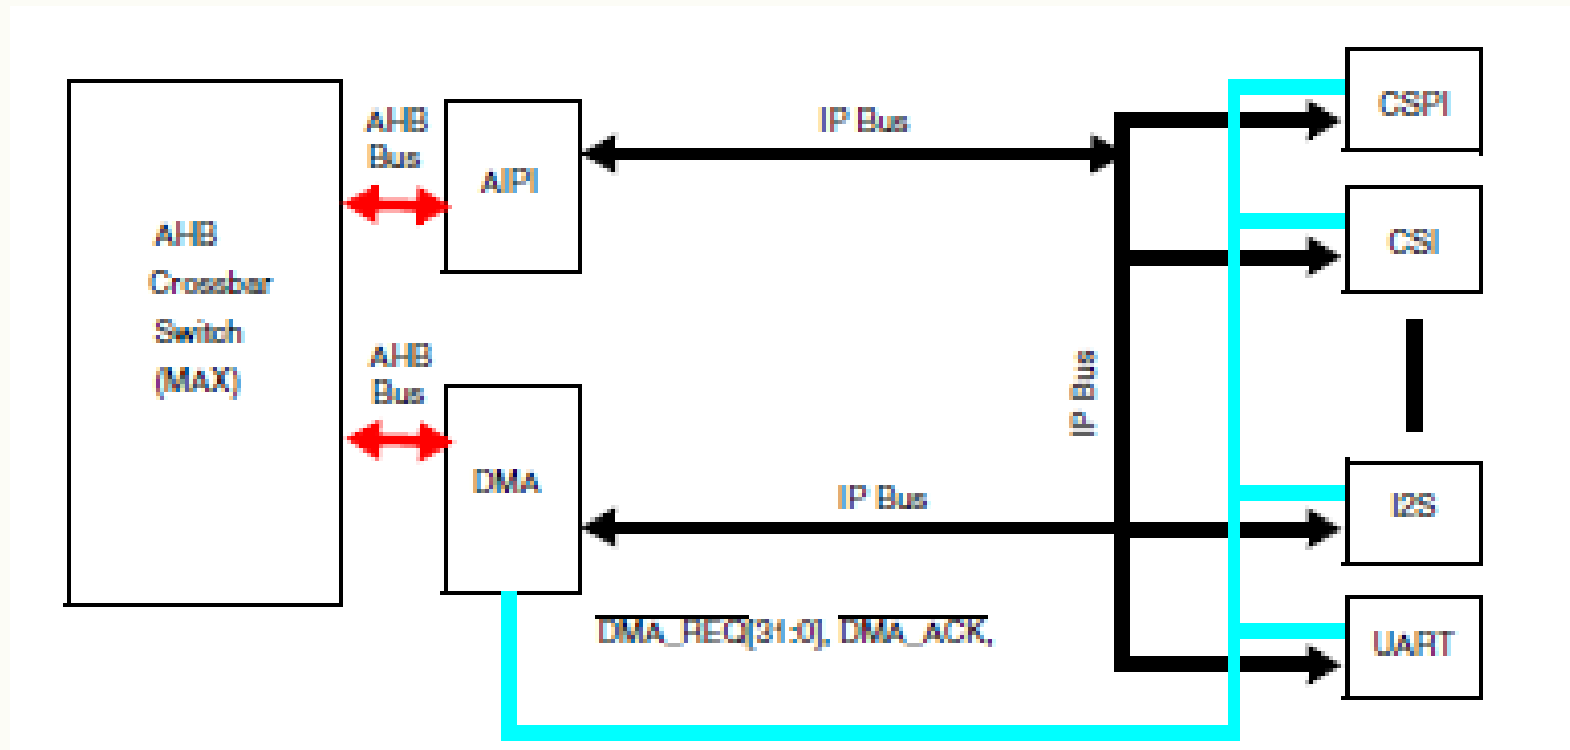 AHB
Crossbar
Switch
(MAX)
AHB
Bus
AIPI
IP Bus
AHB
Bus
DMA
IP Bus
DMA_REQ[31:0], DMA_ACK,
IP Bus
CSPI
CSI
I2S
UART